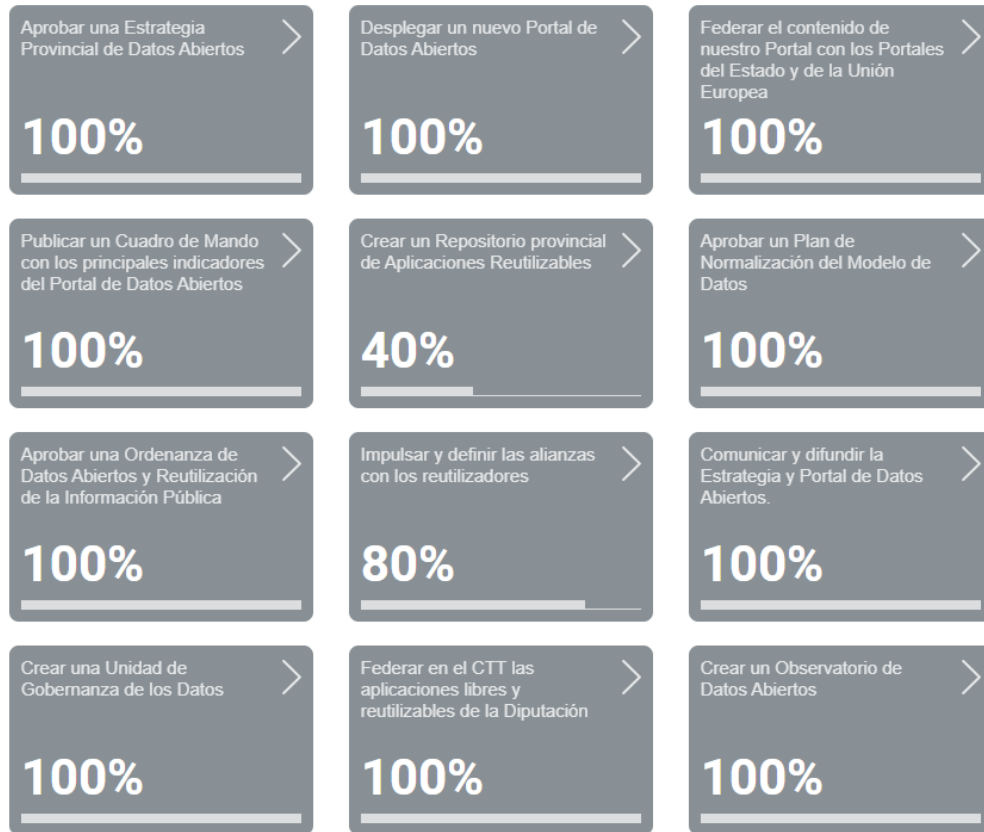 Aprobar una Estrategia
Provincial de Datos Abiertos
100%
Desplegar un nuevo Portal de
Datos Abiertos
100%
Federar el contenido de
nuestro Portal con los Portales
del Estado y de la Unión
Europea
100%
Publicar un Cuadro de Mando
con los principales indicadores
del Portal de Datos Abiertos
100%
Crear un Repositorio provincial
de Aplicaciones Reutilizables
40%
Aprobar un Plan de
Normalización del Modelo de
Datos
100%
Aprobar una Ordenanza de
Datos Abiertos y Reutilización
de la Información Pública
100%
Impulsar y definir las alianzas
con los reutilizadores
80%
Comunicar y difundir la
Estrategia y Portal de Datos
Abiertos.
100%
Crear una Unidad de
Gobernanza de los Datos
100%
Federar en el CTT las
aplicaciones libres y
reutilizables de la Diputación
100%
Crear un Observatorio de
Datos Abiertos
100%